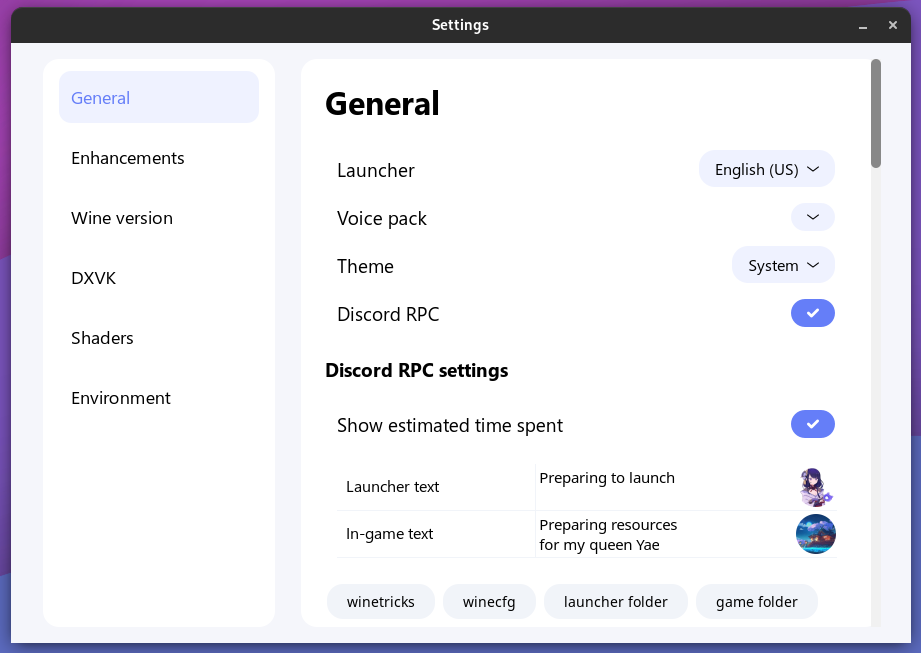 Settings
General
Enhancements
Wine version
DXVK
Shaders
Environment
General
Launcher English (US)
Voice pack
Theme System
Discord RPC
Discord RPC settings
Show estimated time spent
Launcher text Preparing to launch
In-game text Preparing resources
for my queen Yae
winetricks winecfg launcher folder game folder